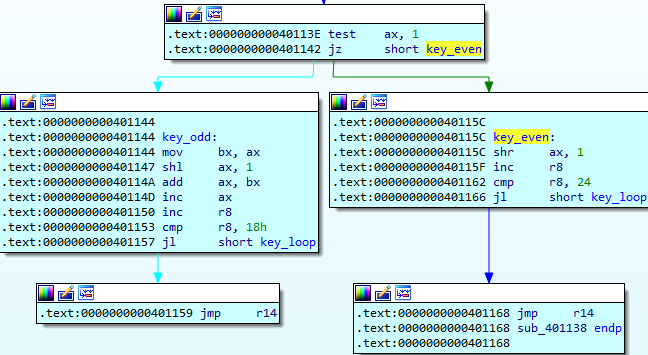 .text:000000000040113E test ax, 1
.text:0000000000401142 jz short key_even
.text:0000000000401144
.text:0000000000401144 key_odd:
.text:0000000000401144 mov bx, ax
.text:0000000000401147 shl ax, 1
.text:000000000040114A add ax, bx
.text:000000000040114D inc ax
.text:0000000000401150 inc r8
.text:0000000000401153 cmp r8, 18h
.text:0000000000401157 jl short key_loop
.text:000000000040115C
.text:000000000040115C key_even:
.text:000000000040115C shr ax, 1
.text:000000000040115F inc r8
.text:0000000000401162 cmp r8, 24
.text:0000000000401166 jl short key_loop
.text:0000000000401159 jmp r14
.text:0000000000401168 jmp r14
.text:0000000000401168 sub_401138 endp
.text:0000000000401168